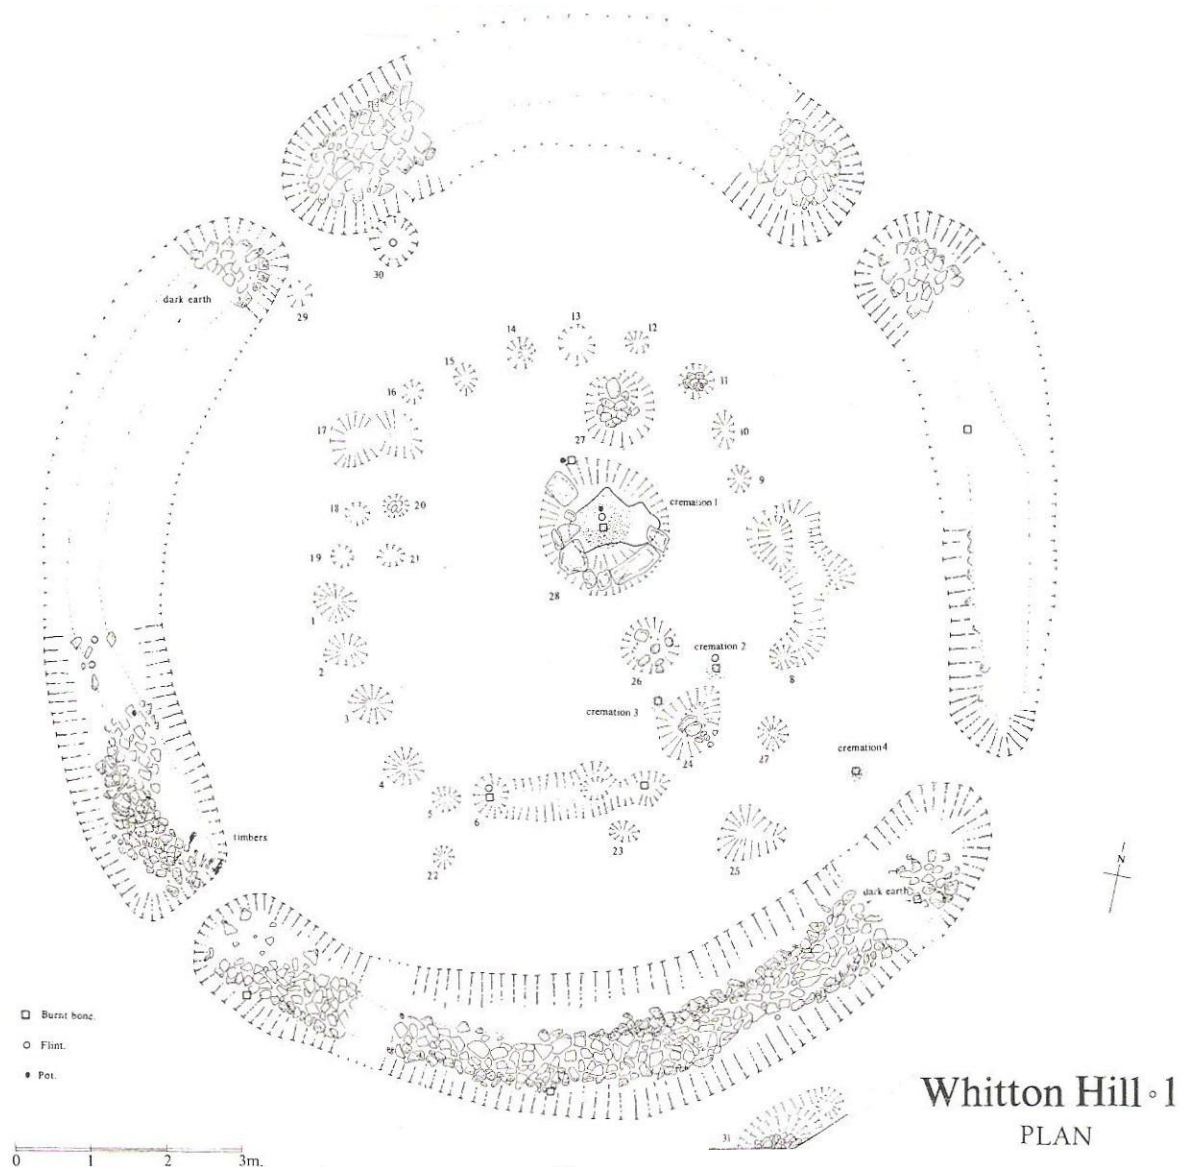 30
dark earth
29
13
14
12
15
11
16
17
10
27
9
cremation 1
18
20
19
21
28
1
2
cremation 2
26
8
3
cremation 3
24
27
cremation 4
4
5
6
timbers
23
25
22
N
dark earth
Burnt bone.
Flint.
Pot.
Whitton Hill · 1
PLAN
31
0 1 2 3m.